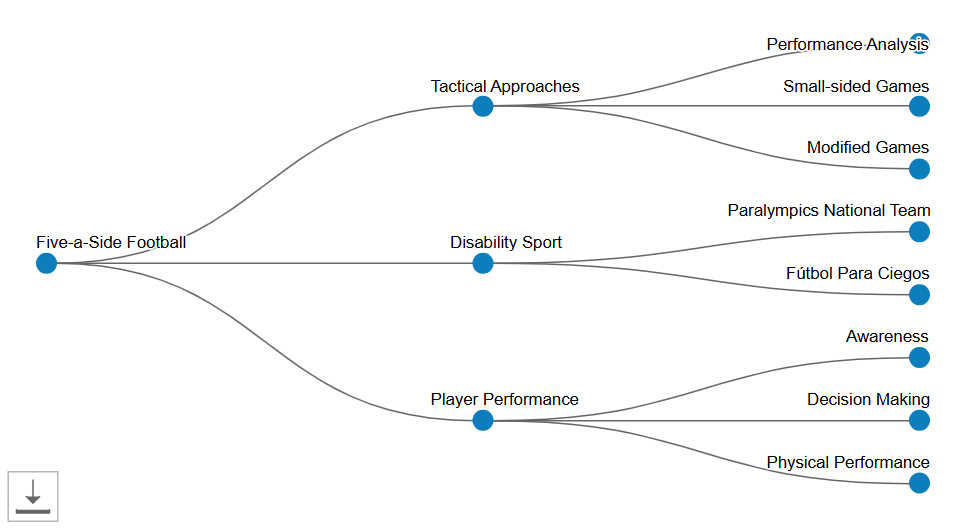 Performance Analysis
Tactical Approaches
Small-sided Games
Modified Games
Paralympics National Team
Five-a-Side Football
Disability Sport
Fútbol Para Ciegos
Awareness
Player Performance
Decision Making
Physical Performance